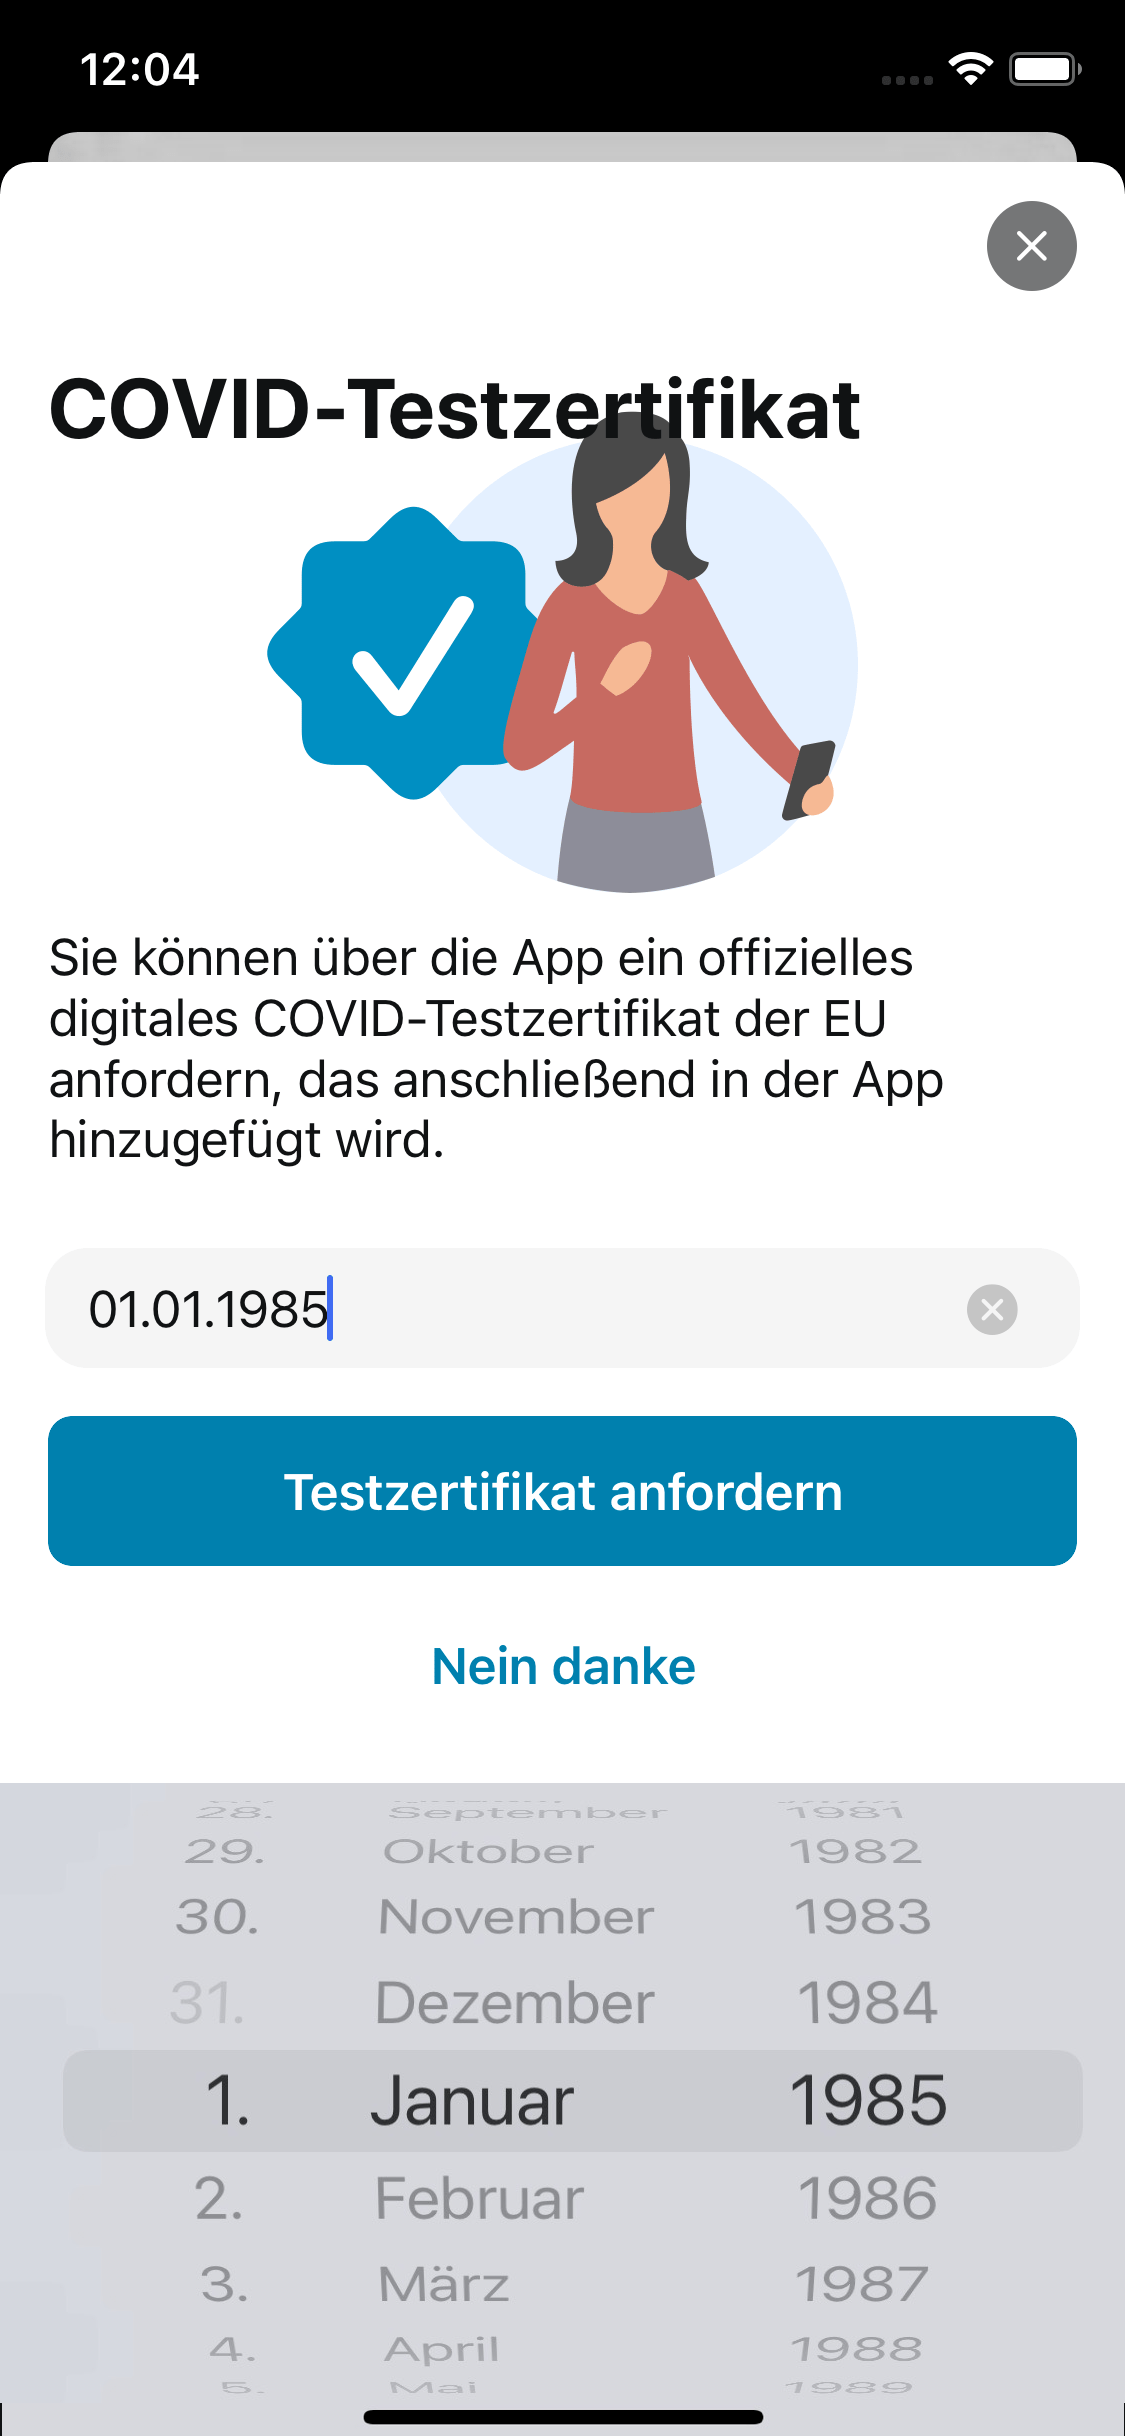 12:04
COVID-Testzertifikat
Sie können über die App ein offizielles
digitales COVID-Testzertifikat der EU
anfordern, das anschließend in der App
hinzugefügt wird.
01.01.1985
Testzertifikat anfordern
Nein danke
28. September 1981
29. Oktober 1982
30. November 1983
31. Dezember 1984
1. Januar 1985
2. Februar 1986
3. März 1987
4. April 1988
5. Mai 1989